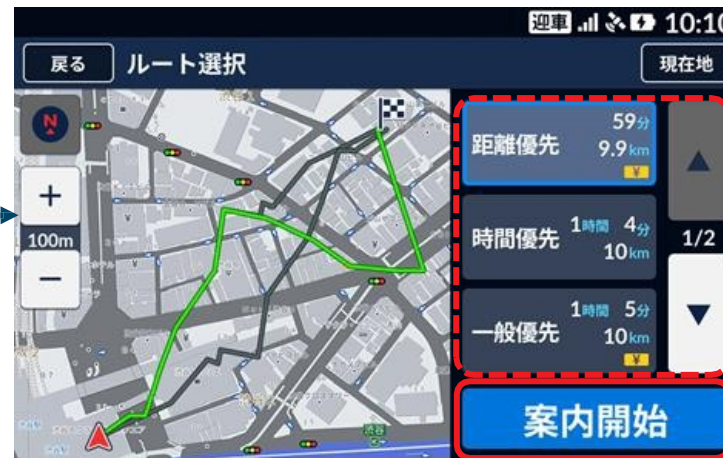 迎車 10:10
戻る ルート選択 現在地
N
+
100m
−
渋谷
距離優先 59分 9.9km
¥
時間優先 1時間 4分 10km
1/2
一般優先 1時間 5分 10km
¥
案内開始